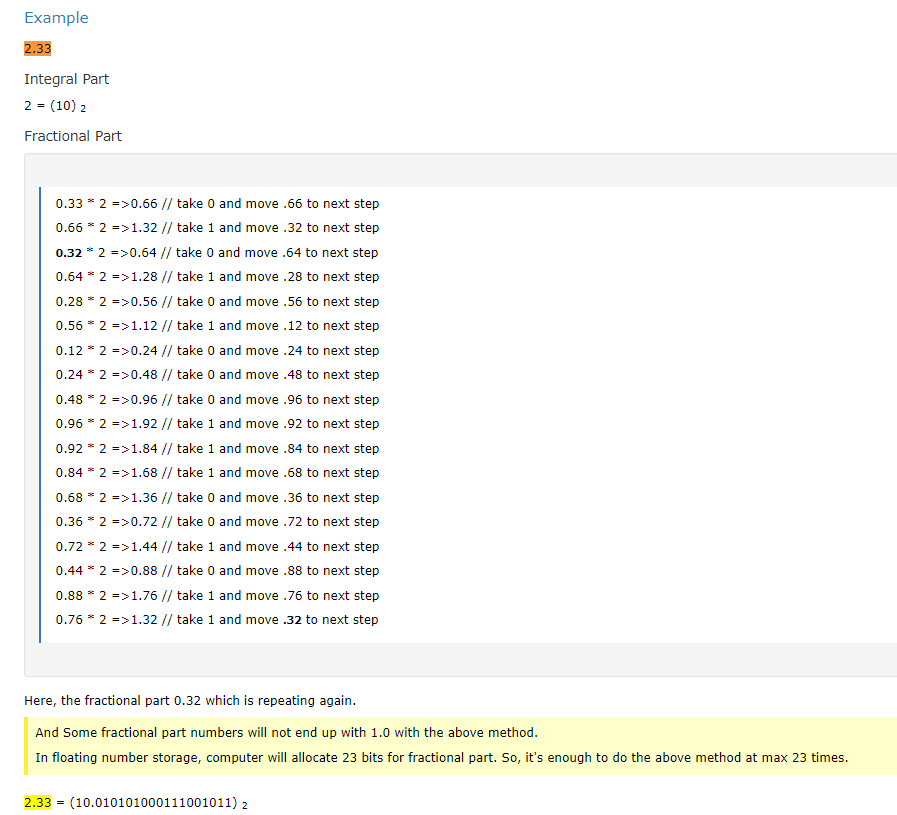 Example
2.33
Integral Part
2 = (10) 2
Fractional Part
0.33 * 2 =>0.66 // take 0 and move .66 to next step
0.66 * 2 =>1.32 // take 1 and move .32 to next step
0.32 * 2 =>0.64 // take 0 and move .64 to next step
0.64 * 2 =>1.28 // take 1 and move .28 to next step
0.28 * 2 =>0.56 // take 0 and move .56 to next step
0.56 * 2 =>1.12 // take 1 and move .12 to next step
0.12 * 2 =>0.24 // take 0 and move .24 to next step
0.24 * 2 =>0.48 // take 0 and move .48 to next step
0.48 * 2 =>0.96 // take 0 and move .96 to next step
0.96 * 2 =>1.92 // take 1 and move .92 to next step
0.92 * 2 =>1.84 // take 1 and move .84 to next step
0.84 * 2 =>1.68 // take 1 and move .68 to next step
0.68 * 2 =>1.36 // take 0 and move .36 to next step
0.36 * 2 =>0.72 // take 0 and move .72 to next step
0.72 * 2 =>1.44 // take 1 and move .44 to next step
0.44 * 2 =>0.88 // take 0 and move .88 to next step
0.88 * 2 =>1.76 // take 1 and move .76 to next step
0.76 * 2 =>1.32 // take 1 and move .32 to next step
Here, the fractional part 0.32 which is repeating again.
And Some fractional part numbers will not end up with 1.0 with the above method.
In floating number storage, computer will allocate 23 bits for fractional part. So, it's enough to do the above method at max 23 times.
2.33 = (10.010101000111001011) 2